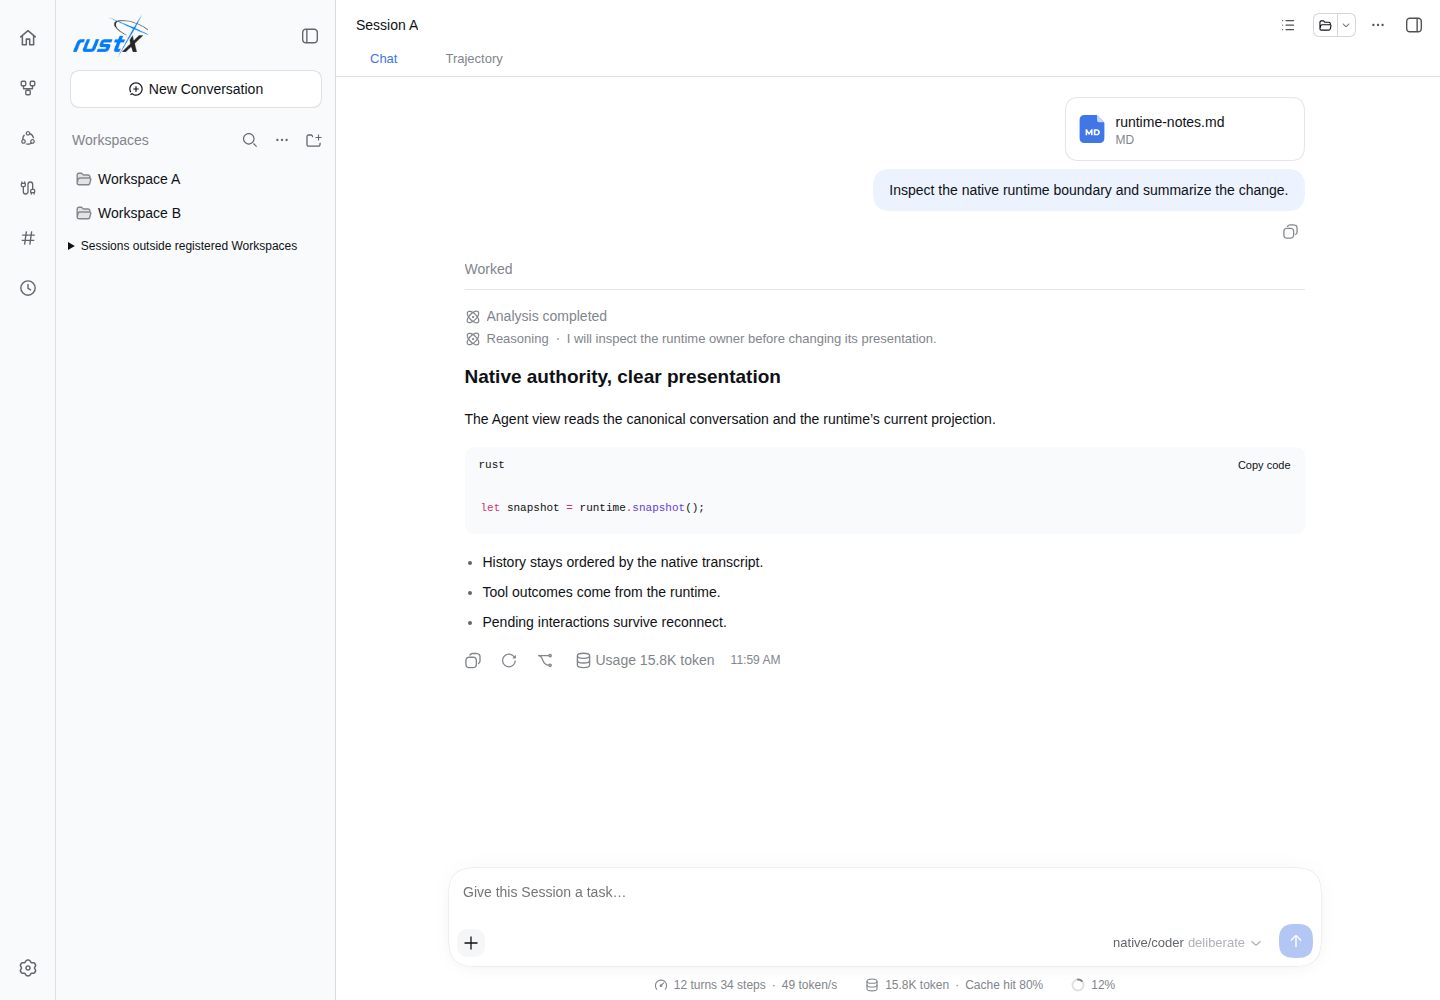 rustX
New Conversation
Workspaces
Workspace A
Workspace B
Sessions outside registered Workspaces
Session A
Chat
Trajectory
MD
runtime-notes.md
MD
Inspect the native runtime boundary and summarize the change.
Worked
Analysis completed
Reasoning · I will inspect the runtime owner before changing its presentation.
Native authority, clear presentation
The Agent view reads the canonical conversation and the runtime’s current projection.
rust
Copy code
let snapshot = runtime.snapshot();
• History stays ordered by the native transcript.
• Tool outcomes come from the runtime.
• Pending interactions survive reconnect.
Usage 15.8K token
11:59 AM
Give this Session a task…
native/coder deliberate
12 turns 34 steps · 49 token/s
15.8K token · Cache hit 80%
12%